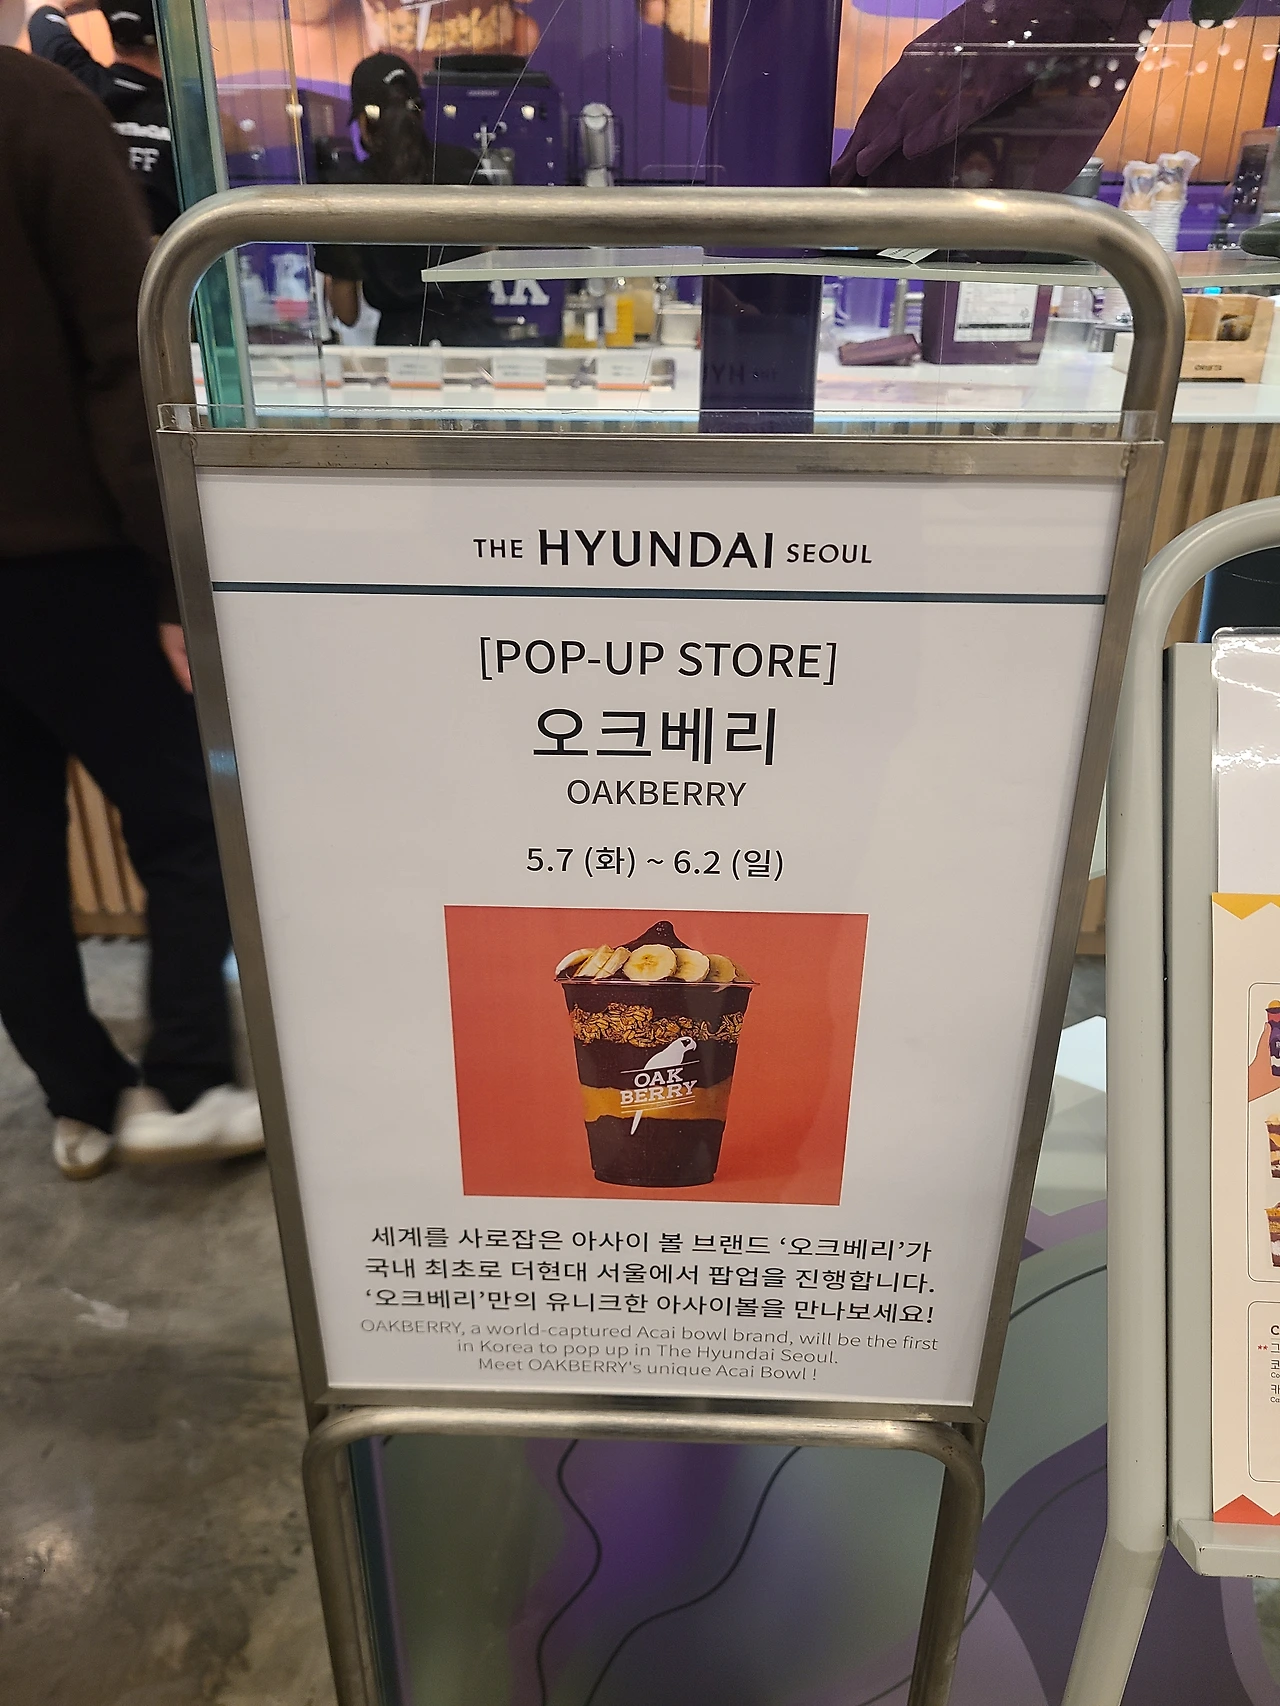 FF
AK
THE HYUNDAI SEOUL
[POP-UP STORE]
오크베리
OAKBERRY
5.7 (화) ~ 6.2 (일)
OAK
BERRY
세계를 사로잡은 아사이 볼 브랜드 ‘오크베리’가
국내 최초로 더현대 서울에서 팝업을 진행합니다.
‘오크베리’만의 유니크한 아사이볼을 만나보세요!
OAKBERRY, a world-captured Acai bowl brand, will be the first
in Korea to pop up in The Hyundai Seoul.
Meet OAKBERRY's unique Acai Bowl !